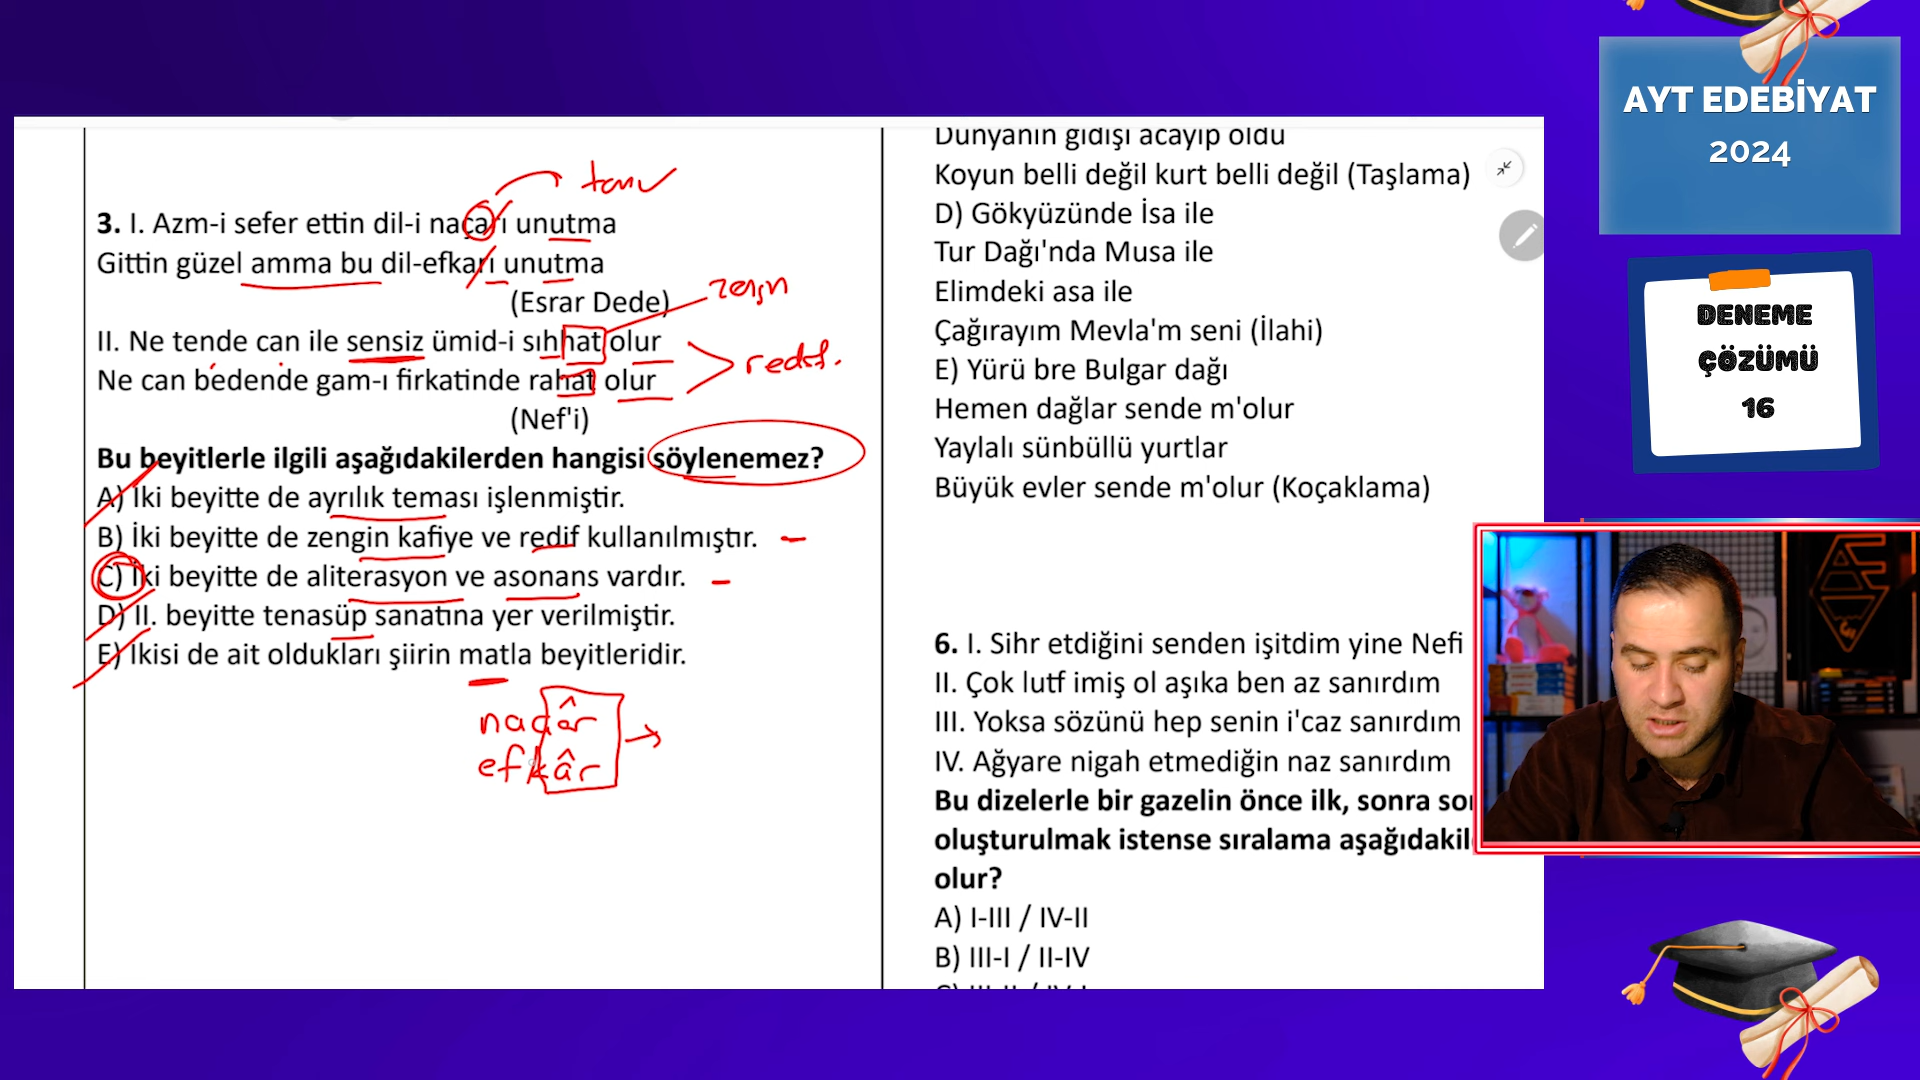 3. I. Azm-i sefer ettin dil-i naçarı unutma
Gittin güzel amma bu dil-efkarı unutma
(Esrar Dede)
II. Ne tende can ile sensiz ümid-i sıhhat olur
Ne can bedende gam-ı firkatinde rahat olur
(Nef'i)
Bu beyitlerle ilgili aşağıdakilerden hangisi söylenemez?
A) İki beyitte de ayrılık teması işlenmiştir.
B) İki beyitte de zengin kafiye ve redif kullanılmıştır.
C) İki beyitte de aliterasyon ve asonans vardır.
D) II. beyitte tenasüp sanatına yer verilmiştir.
E) İkisi de ait oldukları şiirin matla beyitleridir.
zengin
redif.
naçâr
efkâr
Dünyanın gidişi acayip oldu
Koyun belli değil kurt belli değil (Taşlama)
D) Gökyüzünde İsa ile
Tur Dağı'nda Musa ile
Elimdeki asa ile
Çağırayım Mevla'm seni (İlahi)
E) Yürü bre Bulgar dağı
Hemen dağlar sende m'olur
Yaylalı sünbüllü yurtlar
Büyük evler sende m'olur (Koçaklama)
6. I. Sihr etdiğini senden işitdim yine Nefi
II. Çok lutf imiş ol aşıka ben az sanırdım
III. Yoksa sözünü hep senin i'caz sanırdım
IV. Ağyare nigah etmediğin naz sanırdım
Bu dizelerle bir gazelin önce ilk, sonra
oluşturulmak istense sıralama
olur?
A) I-III / IV-II
B) III-I / II-IV
AYT EDEBİYAT
2024
DENEME
ÇÖZÜMÜ
16